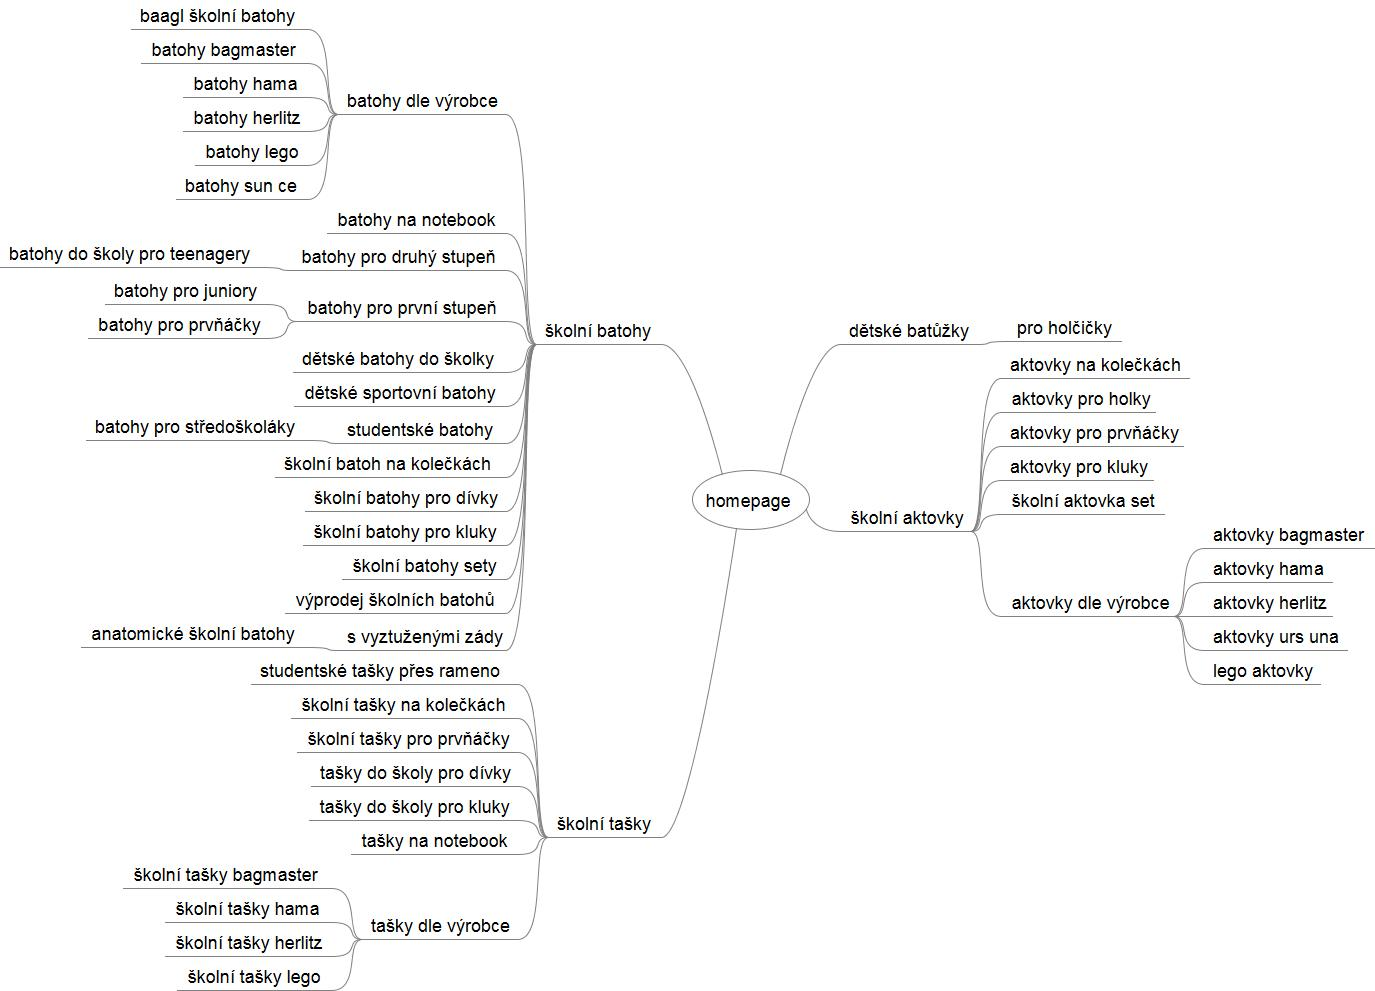 baagl školní batohy
batohy bagmaster
batohy hama
batohy herlitz
batohy lego
batohy sun ce
batohy dle výrobce
batohy na notebook
batohy do školy pro teenagery
batohy pro druhý stupeň
batohy pro juniory
batohy pro prvňáčky
batohy pro první stupeň
dětské batohy do školky
dětské sportovní batohy
batohy pro středoškoláky
studentské batohy
školní batoh na kolečkách
školní batohy pro dívky
školní batohy pro kluky
školní batohy sety
výprodej školních batohů
anatomické školní batohy
s vyztuženými zády
školní batohy
studentské tašky přes rameno
školní tašky na kolečkách
školní tašky pro prvňáčky
tašky do školy pro dívky
tašky do školy pro kluky
tašky na notebook
školní tašky bagmaster
školní tašky hama
školní tašky herlitz
školní tašky lego
tašky dle výrobce
školní tašky
homepage
dětské batůžky
pro holčičky
školní aktovky
aktovky na kolečkách
aktovky pro holky
aktovky pro prvňáčky
aktovky pro kluky
školní aktovka set
aktovky dle výrobce
aktovky bagmaster
aktovky hama
aktovky herlitz
aktovky urs una
lego aktovky